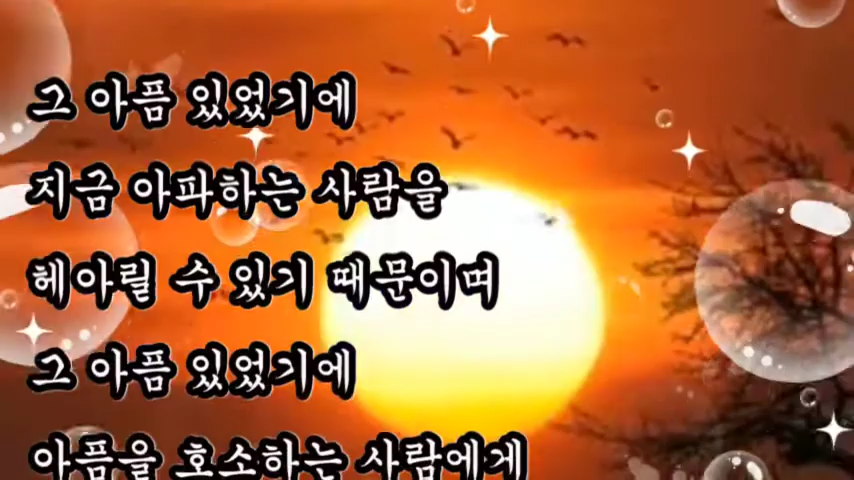 그 아픔 있었기에
지금 아파하는 사람을
헤아릴 수 있기 때문이며
그 아픔 있었기에
아픔을 호소하는 사람에게